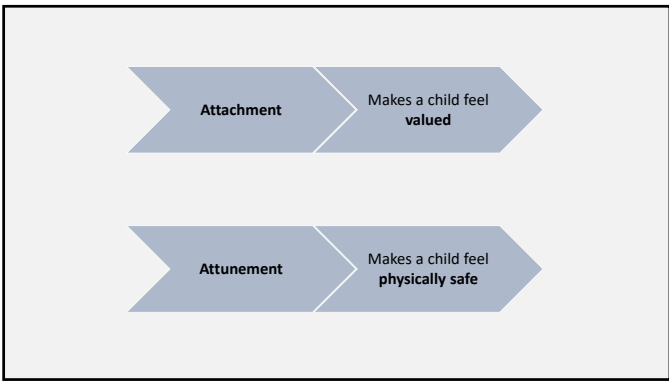 Attachment
Makes a child feel
valued
Attunement
Makes a child feel
physically safe